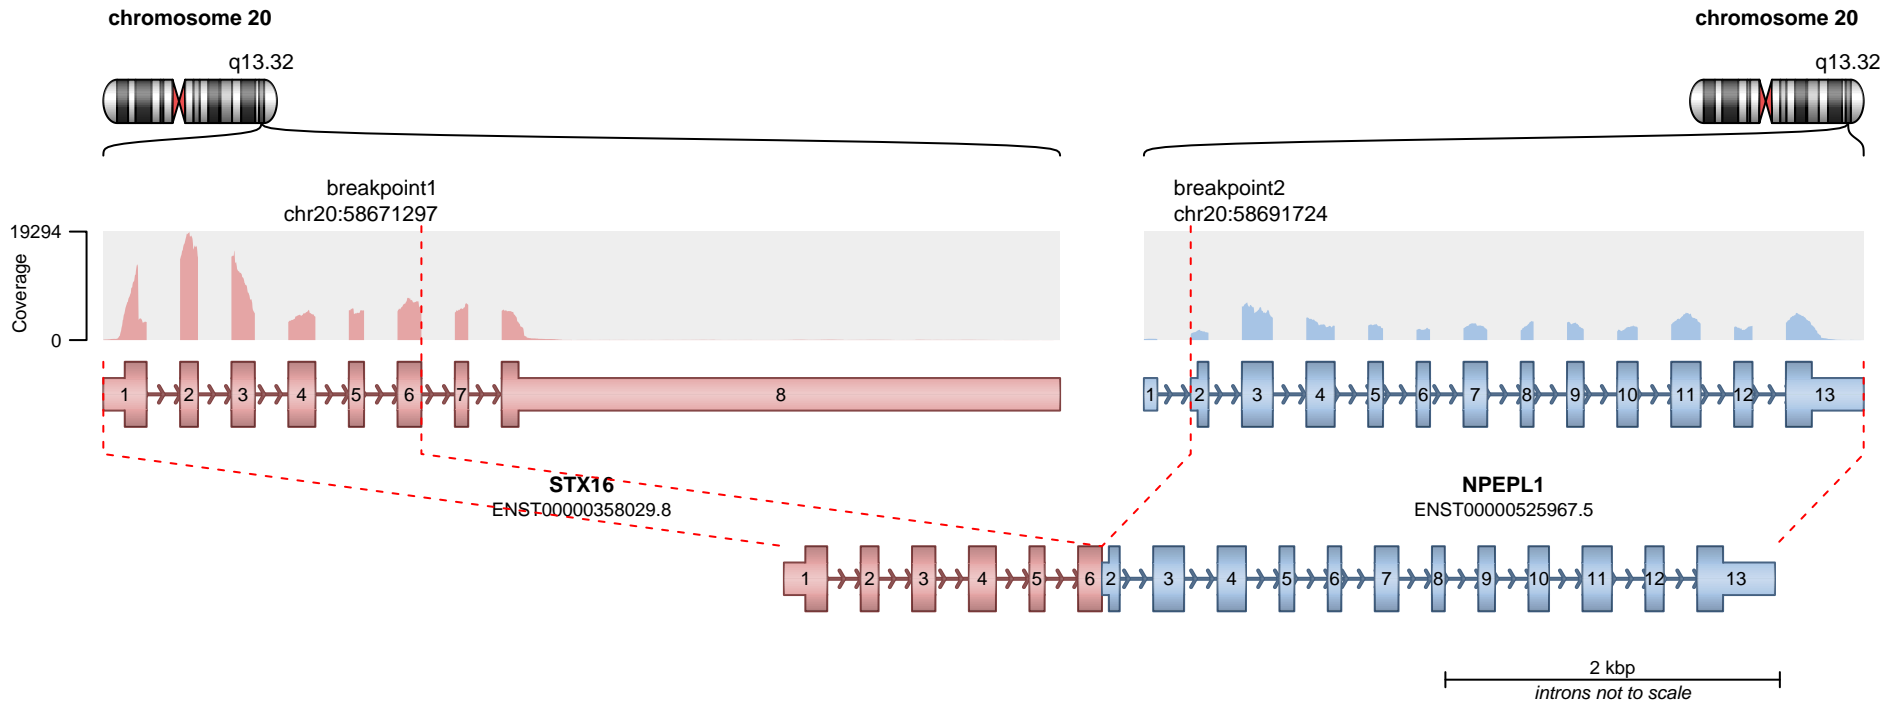 chromosome 20
chromosome 20
q13.32
q13.32
breakpoint1
chr20:58671297
breakpoint2
chr20:58691724
19294
Coverage
0
1 2 3 4 5 6 7 8
1 2 3 4 5 6 7 8 9 10 11 12 13
STX16
ENST00000358029.8
NPEPL1
ENST00000525967.5
1 2 3 4 5 6 2 3 4 5 6 7 8 9 10 11 12 13
2 kbp
introns not to scale